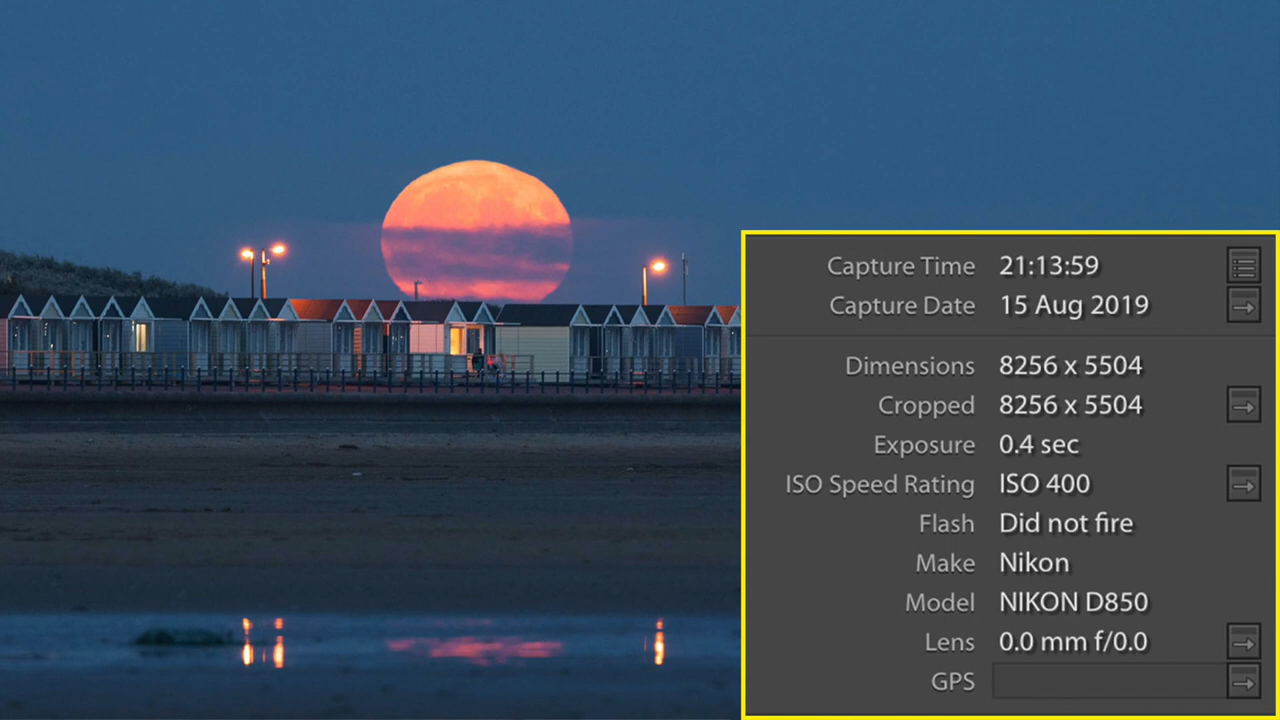 Capture Time 21:13:59
Capture Date 15 Aug 2019
Dimensions 8256 x 5504
Cropped 8256 x 5504
Exposure 0.4 sec
ISO Speed Rating ISO 400
Flash Did not fire
Make Nikon
Model NIKON D850
Lens 0.0 mm f/0.0
GPS